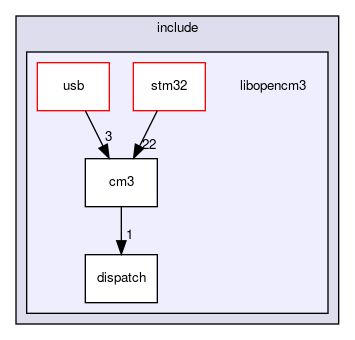 include
usb
stm32
libopencm3
3
22
cm3
1
dispatch